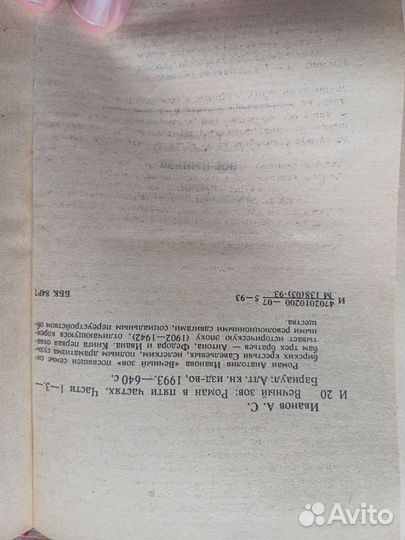 Иванов А. С.
И 20 Вечный зов: Роман в пяти частях. Части 1—3.—
Барнаул: Алт. кн. изд-во, 1993.—640 с.
Роман Анатолия Иванова «Вечный зов» посвящен семье си
бирских крестьян Савельевых, нелегким, полным драматизма, судь
бам трех братьев — Антона, Федора и Ивана. Книга первая охва
тывает историческую эпоху (1902—1942), отличающуюся корен
ными революционными сдвигами, социальным переустройством об
щества.
4702010200—07
И 5—93
М 138(03)-93
ББК 84Р7
Avito